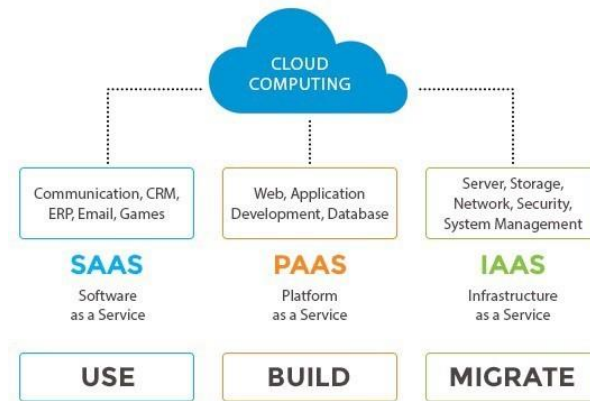 CLOUD
COMPUTING
Communication, CRM,
ERP, Email, Games
SAAS
Software
as a Service
USE
Web, Application
Development, Database
PAAS
Platform
as a Service
BUILD
Server, Storage,
Network, Security,
System Management
IAAS
Infrastructure
as a Service
MIGRATE